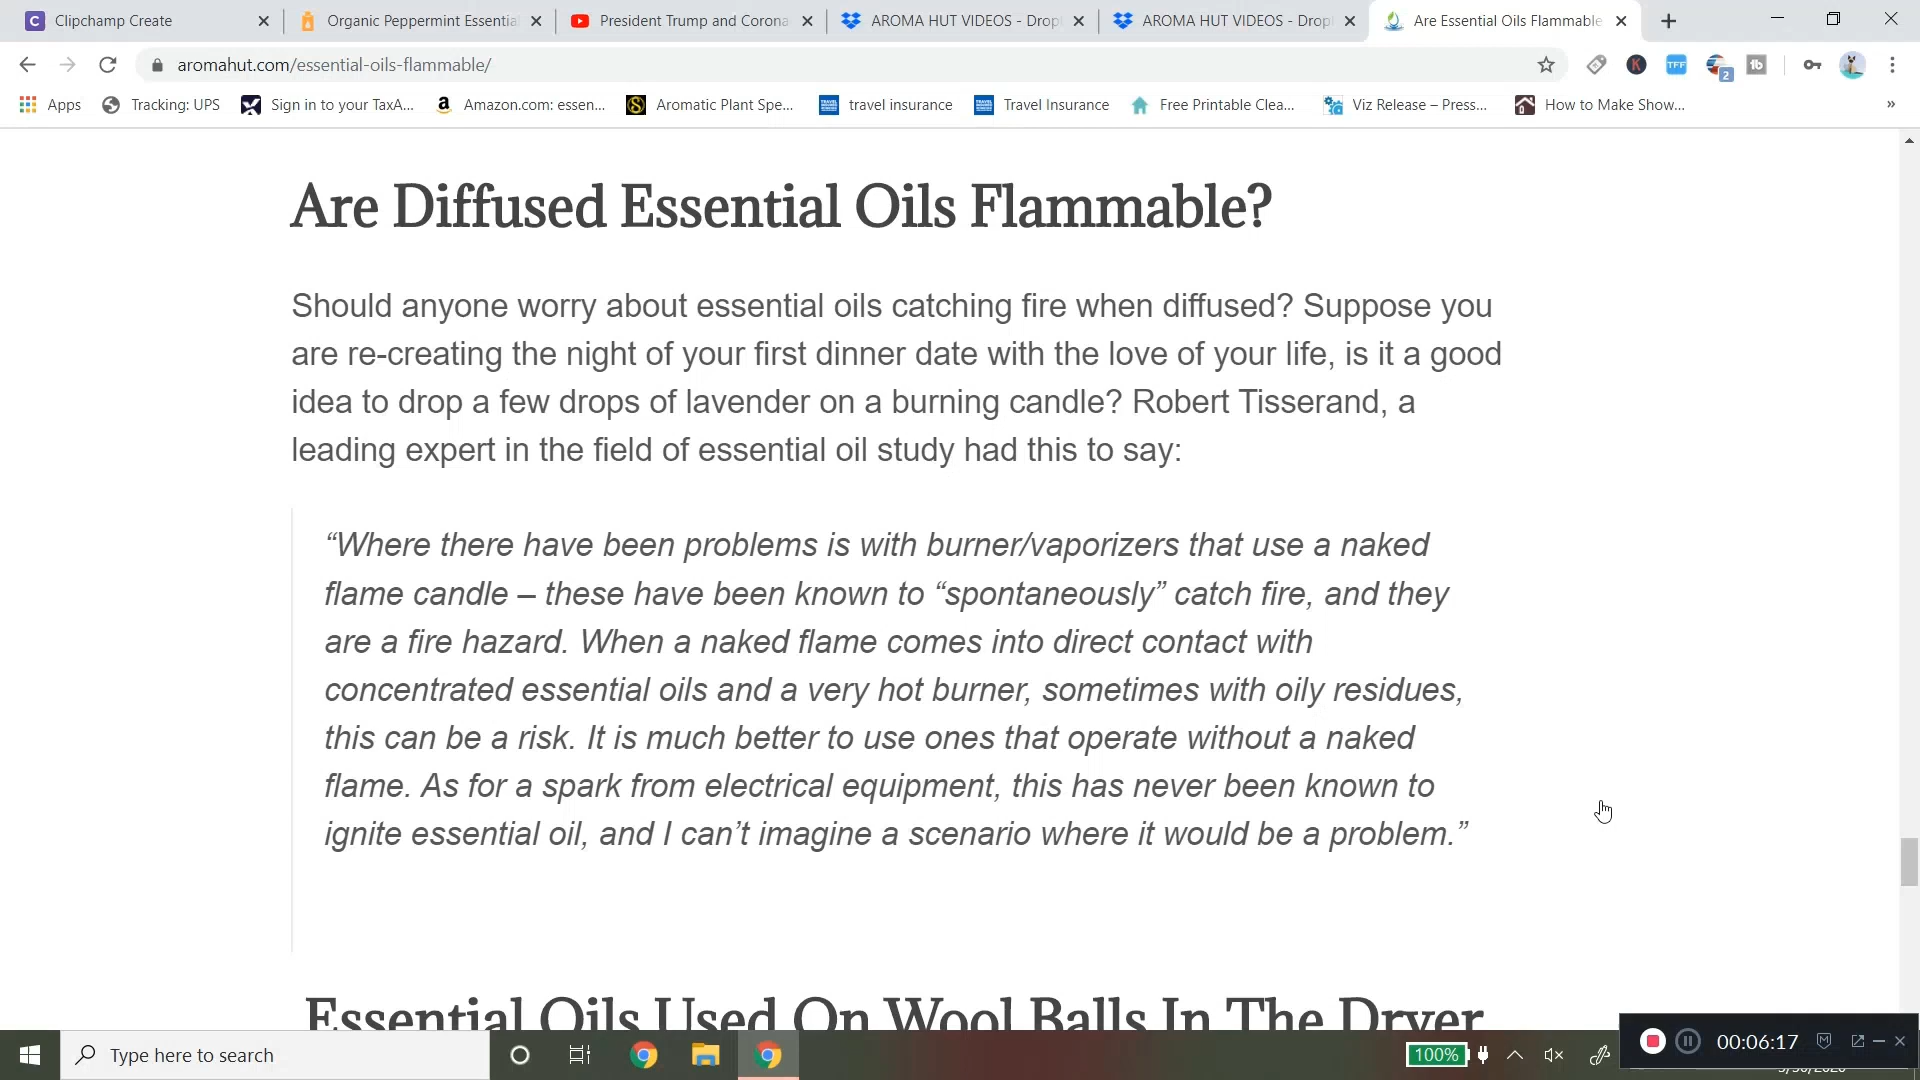 Clipchamp Create
Organic Peppermint Essential
President Trump and Corona
AROMA HUT VIDEOS - Drop
AROMA HUT VIDEOS - Drop
Are Essential Oils Flammable
aromahut.com/essential-oils-flammable/
Apps
Tracking: UPS
Sign in to your TaxA...
Amazon.com: essen...
Aromatic Plant Spe...
travel insurance
Travel Insurance
Free Printable Clea...
Viz Release – Press...
How to Make Show...
Are Diffused Essential Oils Flammable?
Should anyone worry about essential oils catching fire when diffused? Suppose you
are re-creating the night of your first dinner date with the love of your life, is it a good
idea to drop a few drops of lavender on a burning candle? Robert Tisserand, a
leading expert in the field of essential oil study had this to say:
“Where there have been problems is with burner/vaporizers that use a naked
flame candle – these have been known to “spontaneously” catch fire, and they
are a fire hazard. When a naked flame comes into direct contact with
concentrated essential oils and a very hot burner, sometimes with oily residues,
this can be a risk. It is much better to use ones that operate without a naked
flame. As for a spark from electrical equipment, this has never been known to
ignite essential oil, and I can’t imagine a scenario where it would be a problem.”
Essential Oils Used On Wool Balls In The Dryer
Type here to search
100%
00:06:17